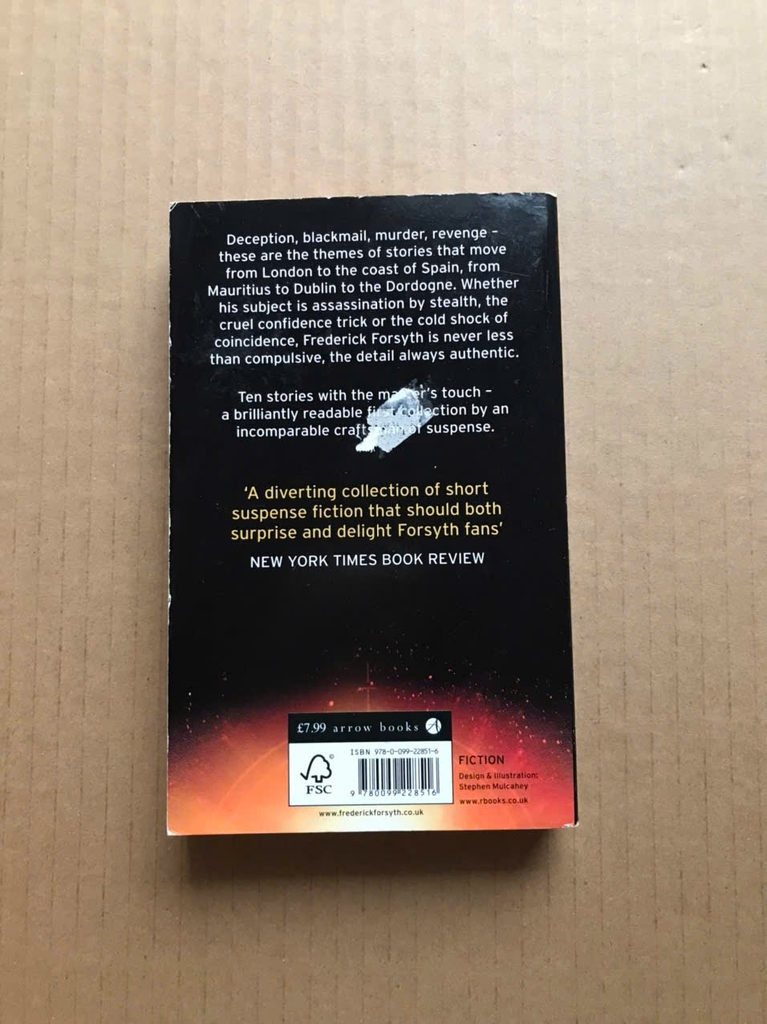 Deception, blackmail, murder, revenge –
these are the themes of stories that move
from London to the coast of Spain, from
Mauritius to Dublin to the Dordogne. Whether
his subject is assassination by stealth, the
cruel confidence trick or the cold shock of
coincidence, Frederick Forsyth is never less
than compulsive, the detail always authentic.
Ten stories with the master's touch –
a brilliantly readable first collection by an
incomparable craftsman of suspense.
'A diverting collection of short
suspense fiction that should both
surprise and delight Forsyth fans'
NEW YORK TIMES BOOK REVIEW
£7.99 arrow books
ISBN 978-0-099-22851-6
FSC
9 780099 228516
www.frederickforsyth.co.uk
FICTION
Design & Illustration:
Stephen Mulcahey
www.rbooks.co.uk